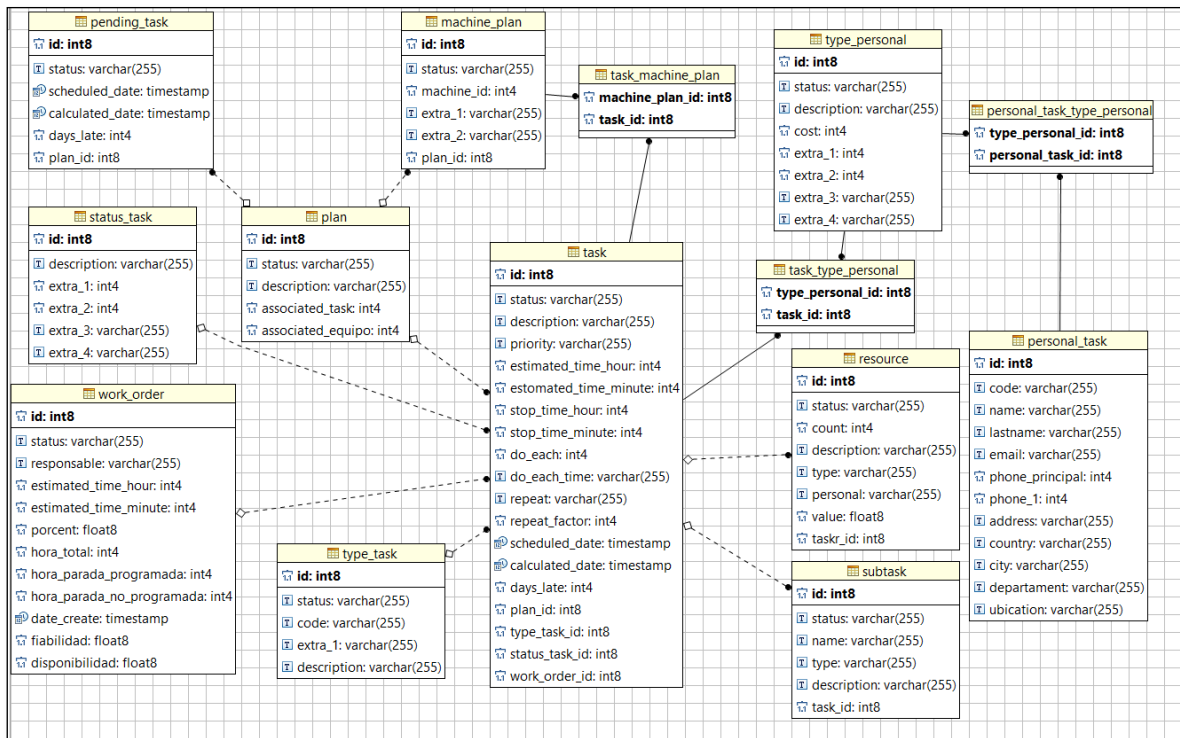 pending_task
id: int8
status: varchar(255)
scheduled_date: timestamp
calculated_date: timestamp
days_late: int4
plan_id: int8
machine_plan
id: int8
status: varchar(255)
machine_id: int4
extra_1: varchar(255)
extra_2: varchar(255)
plan_id: int8
task_machine_plan
machine_plan_id: int8
task_id: int8
type_personal
id: int8
status: varchar(255)
description: varchar(255)
cost: int4
extra_1: int4
extra_2: int4
extra_3: varchar(255)
extra_4: varchar(255)
personal_task_type_personal
type_personal_id: int8
personal_task_id: int8
status_task
id: int8
description: varchar(255)
extra_1: int4
extra_2: int4
extra_3: varchar(255)
extra_4: varchar(255)
plan
id: int8
status: varchar(255)
description: varchar(255)
associated_task: int4
associated_equipo: int4
task
id: int8
status: varchar(255)
description: varchar(255)
priority: varchar(255)
estimated_time_hour: int4
estomated_time_minute: int4
stop_time_hour: int4
stop_time_minute: int4
do_each: int4
do_each_time: varchar(255)
repeat: varchar(255)
repeat_factor: int4
scheduled_date: timestamp
calculated_date: timestamp
days_late: int4
plan_id: int8
type_task_id: int8
status_task_id: int8
work_order_id: int8
task_type_personal
type_personal_id: int8
task_id: int8
work_order
id: int8
status: varchar(255)
responsable: varchar(255)
estimated_time_hour: int4
estimated_time_minute: int4
porcent: float8
hora_total: int4
hora_parada_programada: int4
hora_parada_no_programada: int4
date_create: timestamp
fiabilidad: float8
disponibilidad: float8
type_task
id: int8
status: varchar(255)
code: varchar(255)
extra_1: varchar(255)
description: varchar(255)
resource
id: int8
status: varchar(255)
count: int4
description: varchar(255)
type: varchar(255)
personal: varchar(255)
value: float8
taskr_id: int8
subtask
id: int8
status: varchar(255)
name: varchar(255)
type: varchar(255)
description: varchar(255)
task_id: int8
personal_task
id: int8
code: varchar(255)
name: varchar(255)
lastname: varchar(255)
email: varchar(255)
phone_principal: int4
phone_1: int4
address: varchar(255)
country: varchar(255)
city: varchar(255)
departament: varchar(255)
ubication: varchar(255)